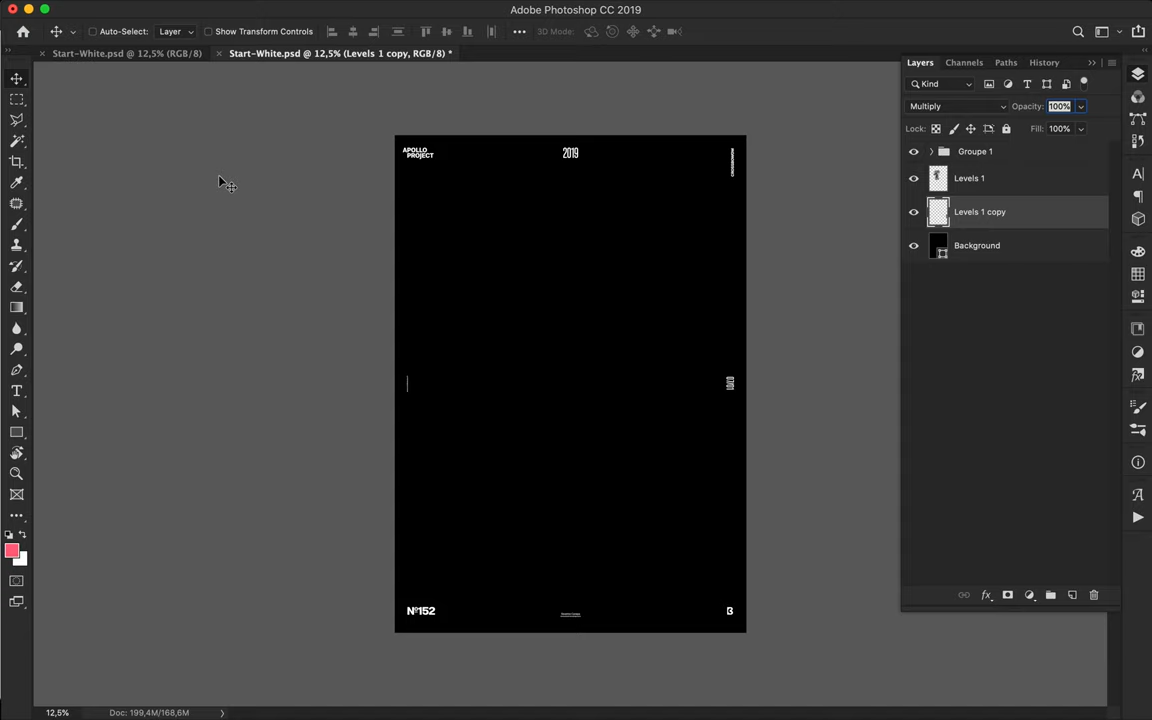 Adobe Photoshop CC 2019
Auto-Select: Layer Show Transform Controls 3D Mode:
Start-White.psd @ 12,5% (RGB/8) Start-White.psd @ 12,5% (Levels 1 copy, RGB/8) *
Layers Channels Paths History
Kind
Multiply Opacity: 100%
Lock: Fill: 100%
Groupe 1
Levels 1
Levels 1 copy
Background
APOLLO
PROJECT
2019
Nº152
B
12,5% Doc: 199,4M/168,6M